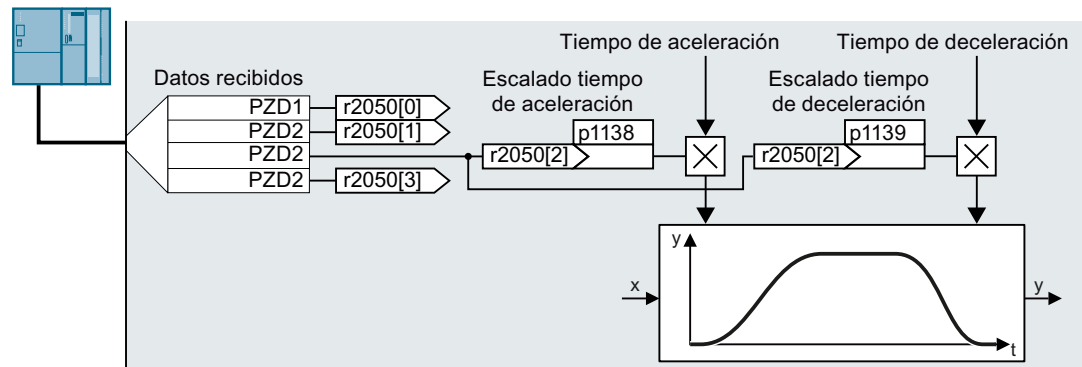 Tiempo de aceleración
Tiempo de deceleración
Datos recibidos
Escalado tiempo
de aceleración
Escalado tiempo
de deceleración
PZD1
r2050[0]
PZD2
r2050[1]
PZD2
PZD2
r2050[3]
p1138
r2050[2]
p1139
r2050[2]
y
x
t
y